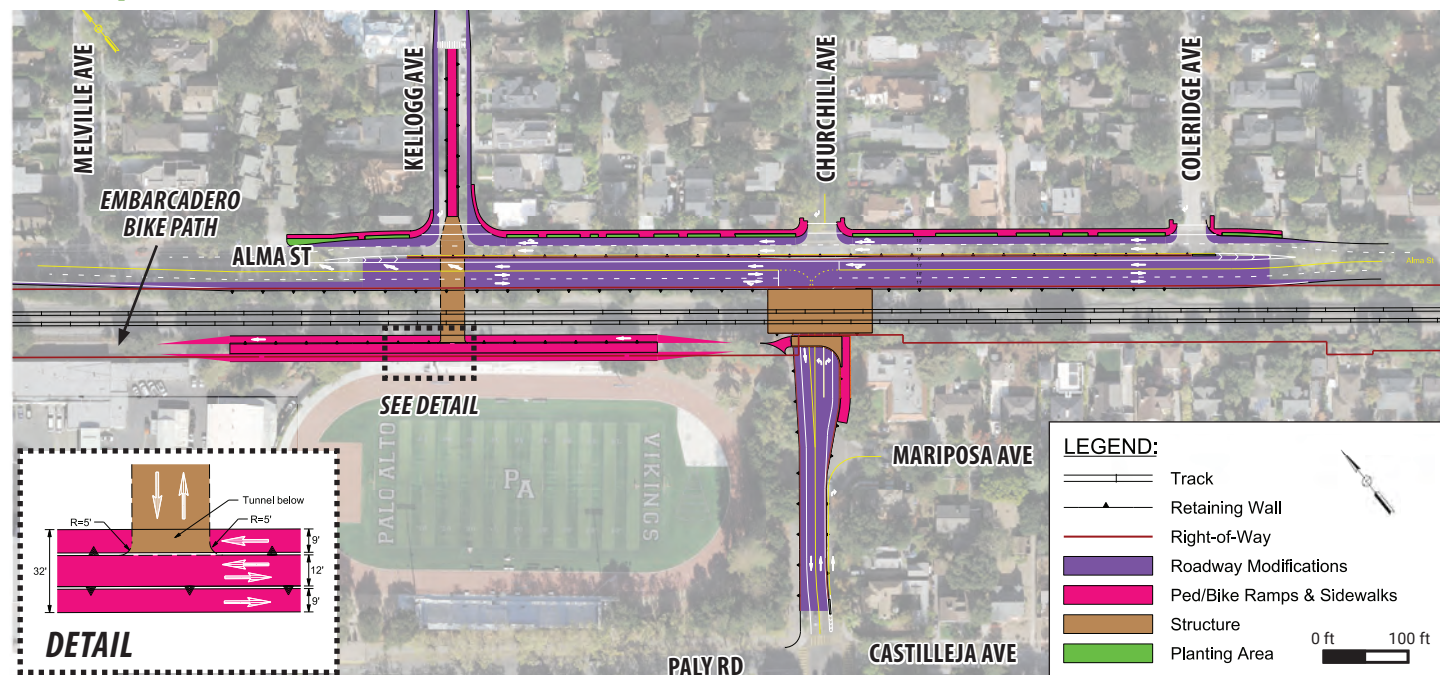 MELVILLE AVE
KELLOGG AVE
CHURCHILL AVE
COLERIDGE AVE
EMBARCADERO
BIKE PATH
ALMA ST
Alma St
SEE DETAIL
PALO ALTO
PA
VIKINGS
MARIPOSA AVE
CASTILLEJA AVE
PALY RD
Tunnel below
R=5'
R=5'
9'
32'
12'
9'
DETAIL
LEGEND:
Track
Retaining Wall
Right-of-Way
Roadway Modifications
Ped/Bike Ramps & Sidewalks
Structure
Planting Area
0 ft 100 ft